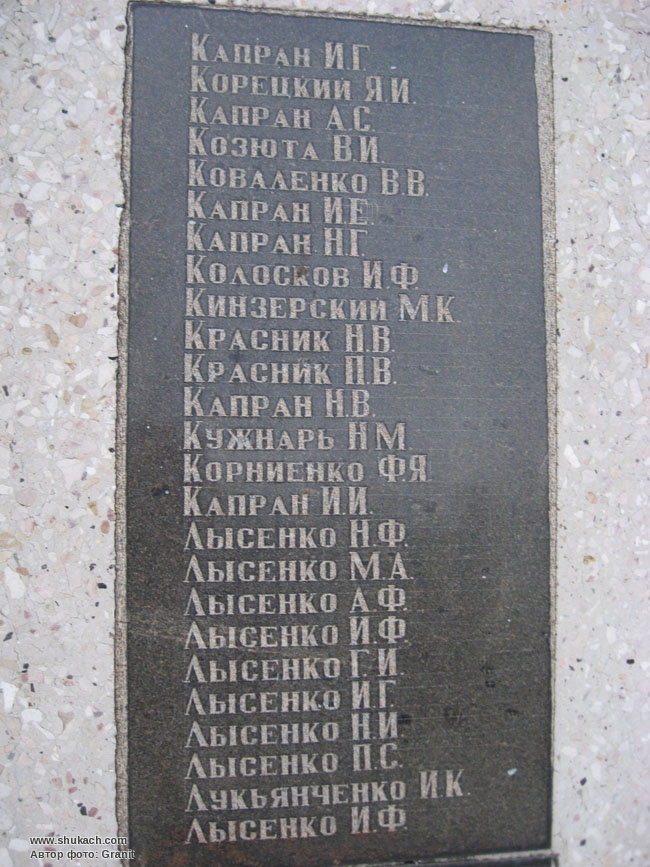 Капран И.Г.
Корецкий Я.И.
Капран А.С.
Козюта В.И.
Коваленко В.В.
Капран И.Е.
Капран Н.Г.
Колосков И.Ф.
Кинзерский М.К.
Красник Н.В.
Красник П.В.
Капран Н.В.
Кужнарь Н.М.
Корниенко Ф.Я.
Капран И.И.
Лысенко Н.Ф.
Лысенко М.А.
Лысенко А.Ф.
Лысенко И.Ф.
Лысенко Г.И.
Лысенко И.Г.
Лысенко Н.И.
Лысенко П.С.
Лукьянченко И.К.
Лысенко И.Ф.
www.shukach.com
Автор фото: Granit